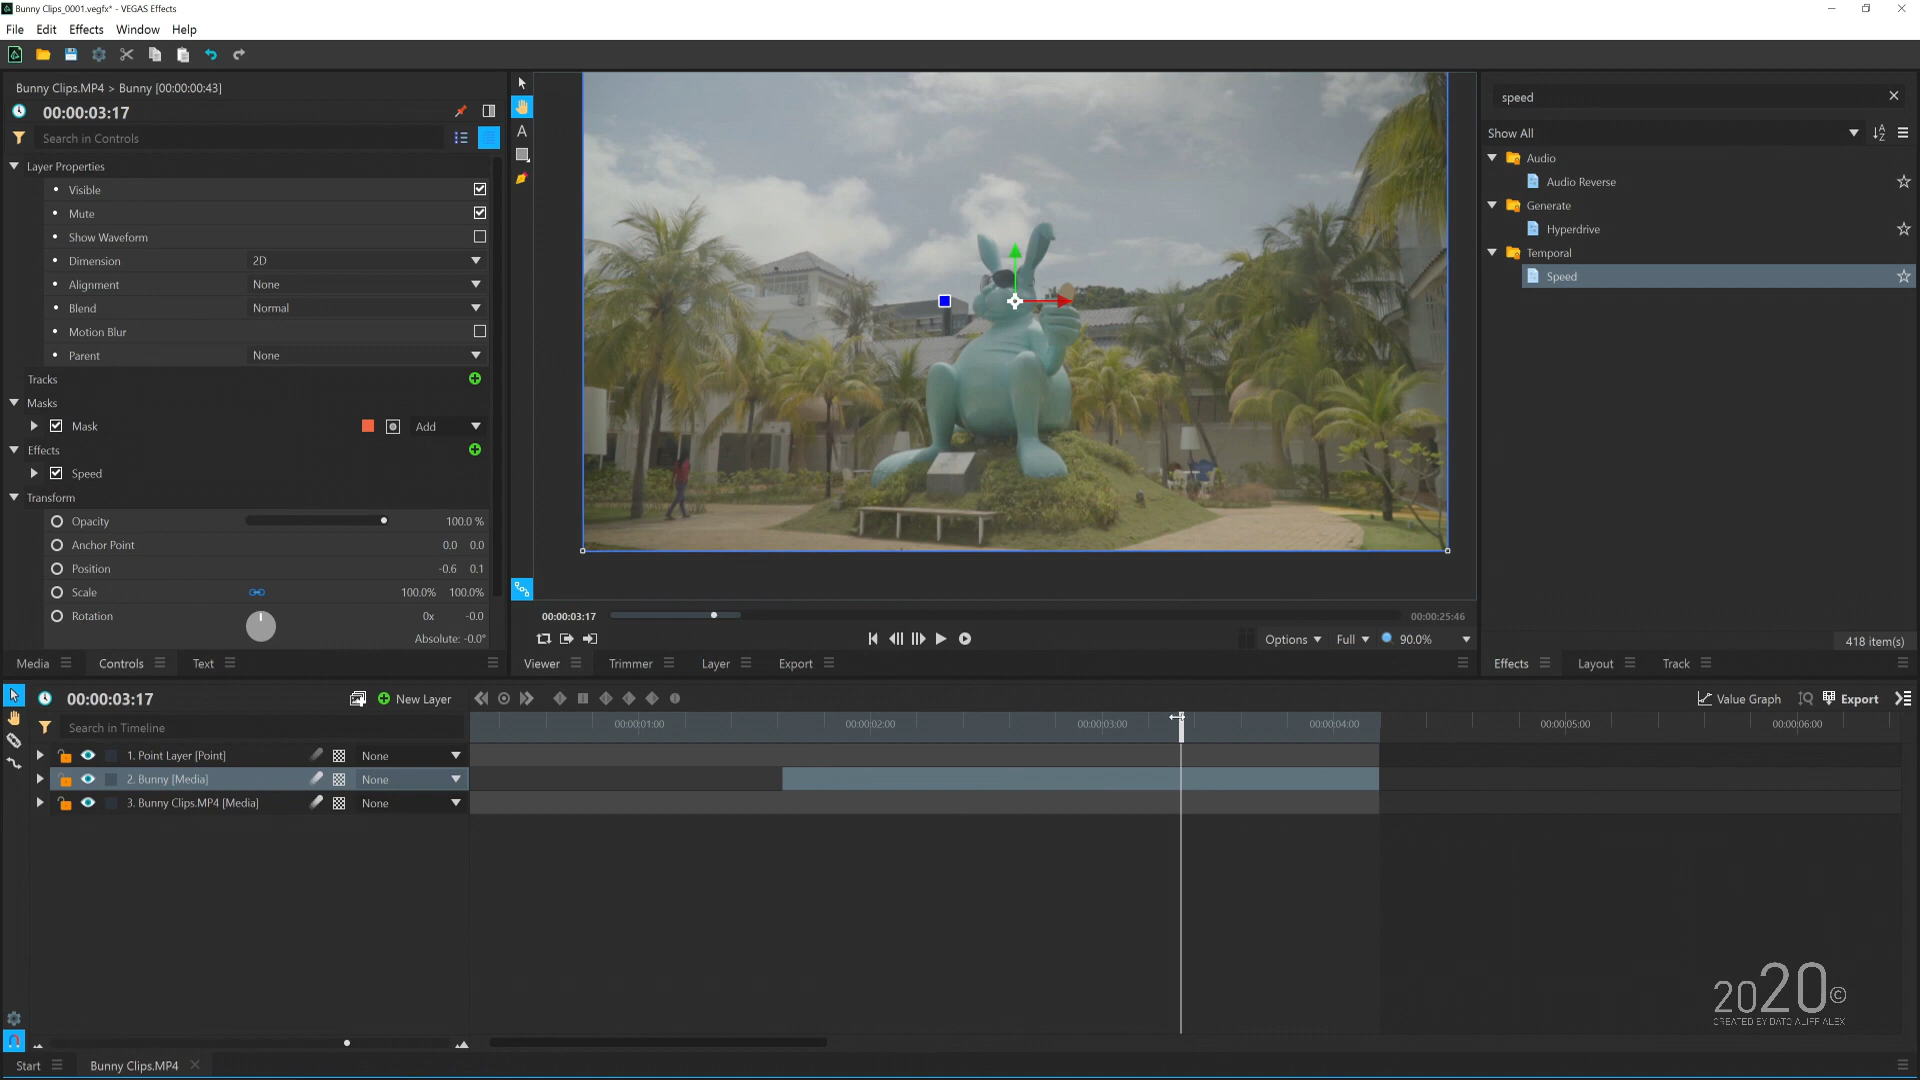 Bunny Clips_0001.vegfx* - VEGAS Effects
File Edit Effects Window Help
Bunny Clips.MP4 > Bunny [00:00:00:43]
00:00:03:17
Search in Controls
Layer Properties
Visible
Mute
Show Waveform
Dimension 2D
Alignment None
Blend Normal
Motion Blur
Parent None
Tracks
Masks
Mask Add
Effects
Speed
Transform
Opacity 100.0 %
Anchor Point 0.0 0.0
Position -0.6 0.1
Scale 100.0% 100.0%
Rotation 0x -0.0
Absolute: -0.0°
Media Controls Text
A
00:00:03:17 00:00:25:46
Options Full 90.0%
Viewer Trimmer Layer Export
speed
Show All
Audio
Audio Reverse
Generate
Hyperdrive
Temporal
Speed
418 item(s)
Effects Layout Track
00:00:03:17 New Layer Value Graph Export
Search in Timeline
00:00:01:00 00:00:02:00 00:00:03:00 00:00:04:00 00:00:05:00 00:00:06:00
1. Point Layer [Point] None
2. Bunny [Media] None
3. Bunny Clips.MP4 [Media] None
2020©
CREATED BY DATO ALIFF ALEX
Start Bunny Clips.MP4